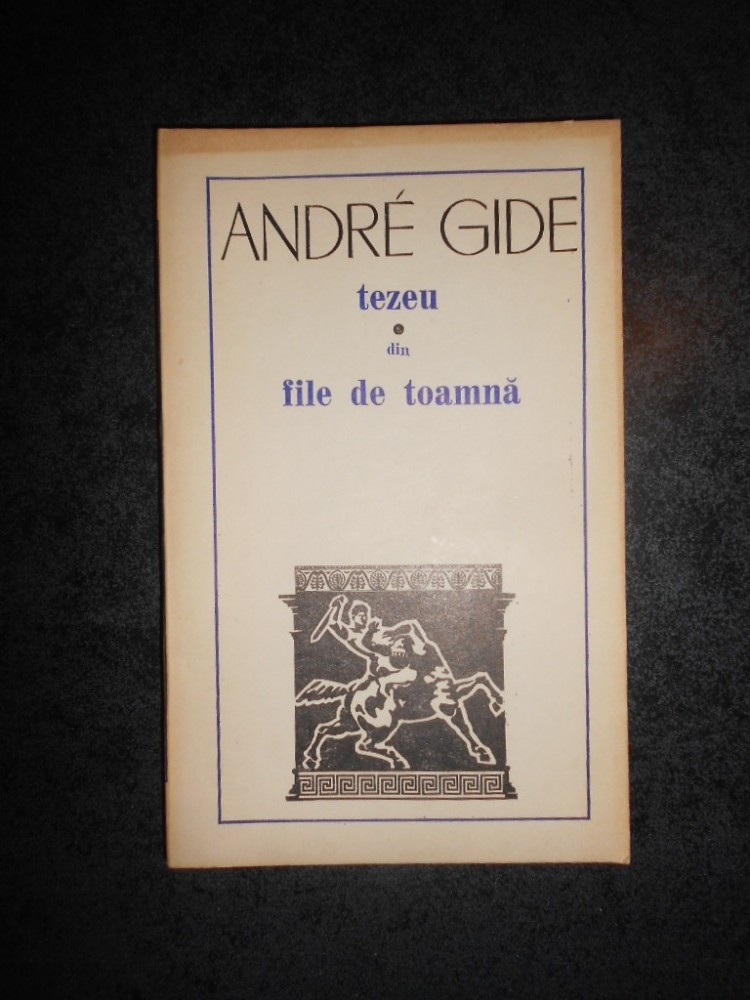 ANDRÉ GIDE
tezeu
din
file de toamnă